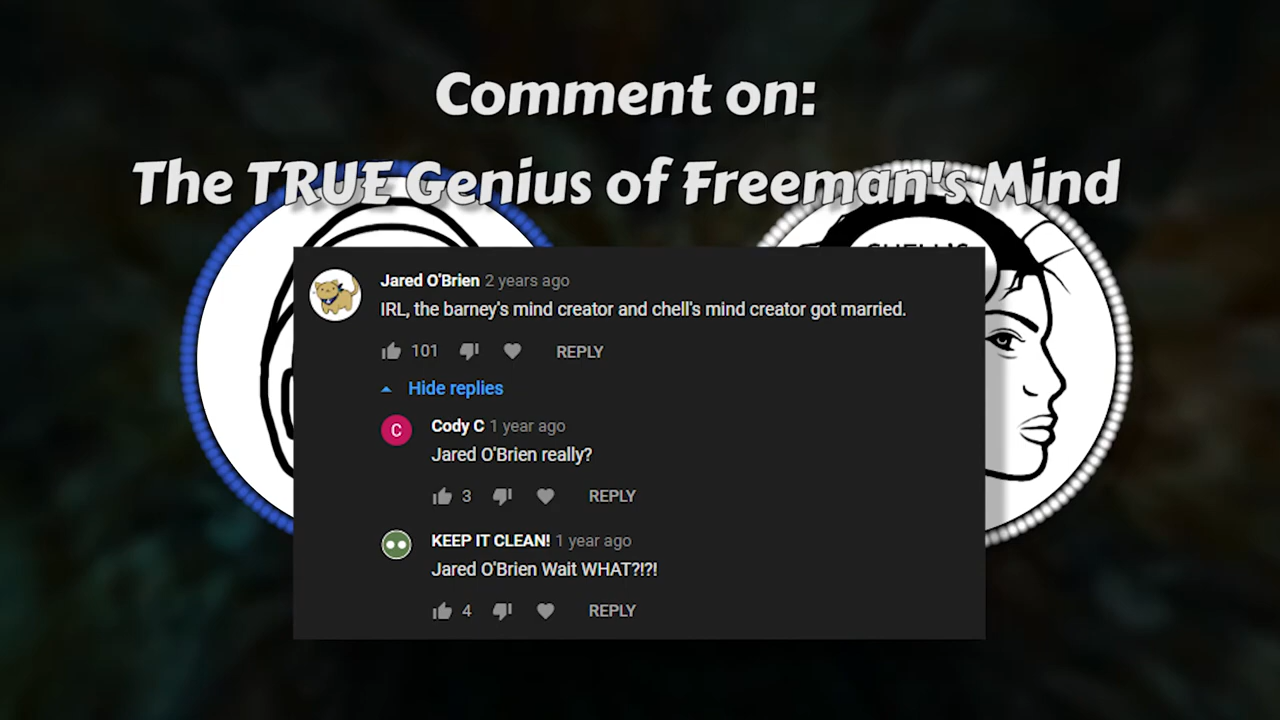 Comment on:
The TRUE Genius of Freeman's Mind
Jared O'Brien 2 years ago
IRL, the barney's mind creator and chell's mind creator got married.
101 REPLY
Hide replies
C
Cody C 1 year ago
Jared O'Brien really?
3 REPLY
KEEP IT CLEAN! 1 year ago
Jared O'Brien Wait WHAT?!?!
4 REPLY